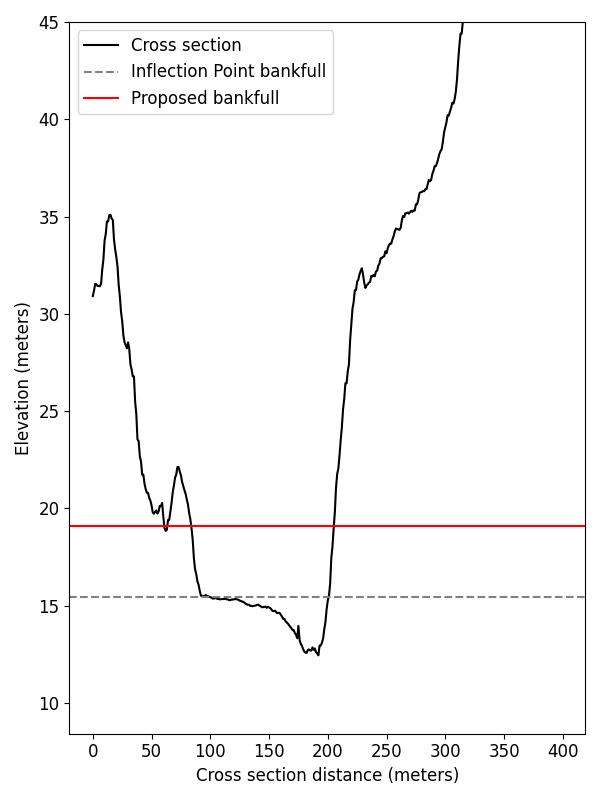 45
40
35
30
25
20
15
10
Elevation (meters)
Cross section
Inflection Point bankfull
Proposed bankfull
0 50 100 150 200 250 300 350 400
Cross section distance (meters)